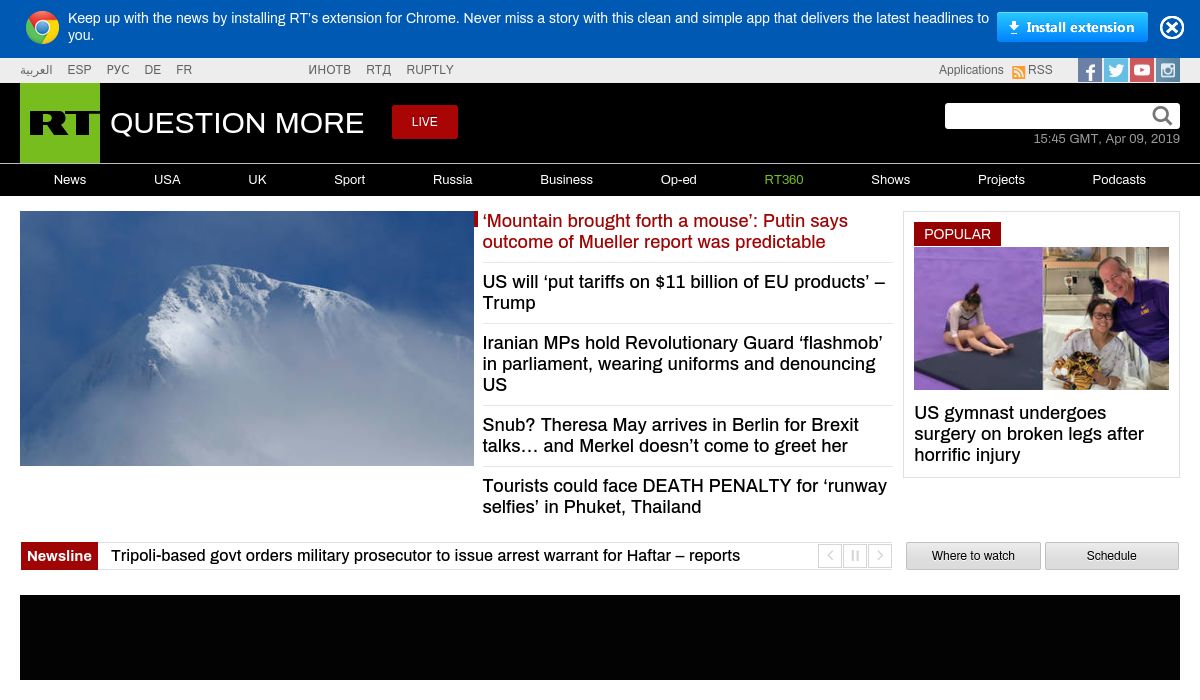 Keep up with the news by installing RT's extension for Chrome. Never miss a story with this clean and simple app that delivers the latest headlines to
you.
Install extension
العربية ESP РУС DE FR ИНОТВ RTД RUPTLY Applications RSS
RT QUESTION MORE LIVE
15:45 GMT, Apr 09, 2019
News USA UK Sport Russia Business Op-ed RT360 Shows Projects Podcasts
‘Mountain brought forth a mouse’: Putin says
outcome of Mueller report was predictable
US will ‘put tariffs on $11 billion of EU products’ –
Trump
Iranian MPs hold Revolutionary Guard ‘flashmob’
in parliament, wearing uniforms and denouncing
US
Snub? Theresa May arrives in Berlin for Brexit
talks… and Merkel doesn’t come to greet her
Tourists could face DEATH PENALTY for ‘runway
selfies’ in Phuket, Thailand
POPULAR
US gymnast undergoes
surgery on broken legs after
horrific injury
Newsline Tripoli-based govt orders military prosecutor to issue arrest warrant for Haftar – reports
Where to watch Schedule